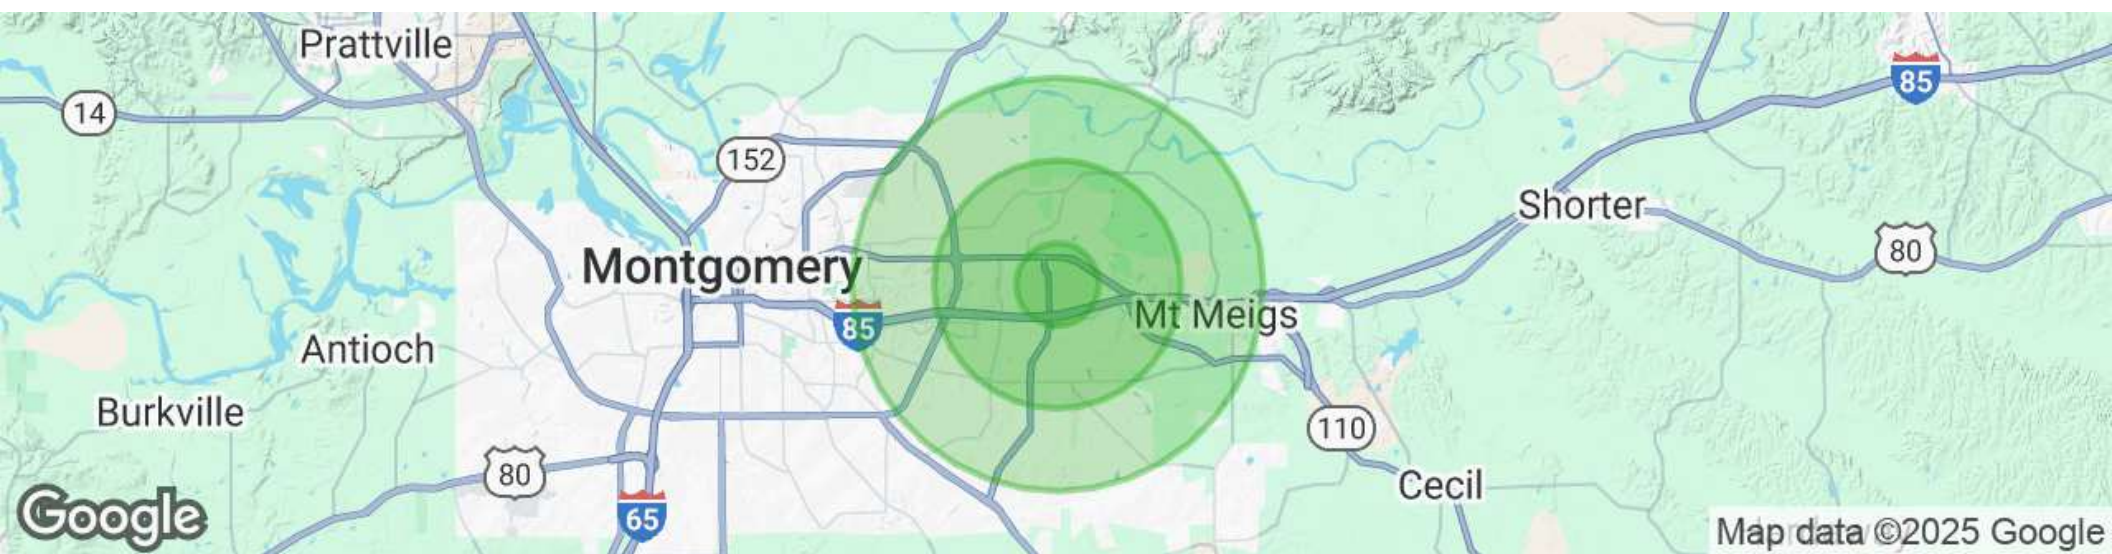 Prattville
85
14
152
Shorter
80
Montgomery
Mt Meigs
85
Antioch
Burkville
110
80
Cecil
65
Google
Map data ©2025 Google